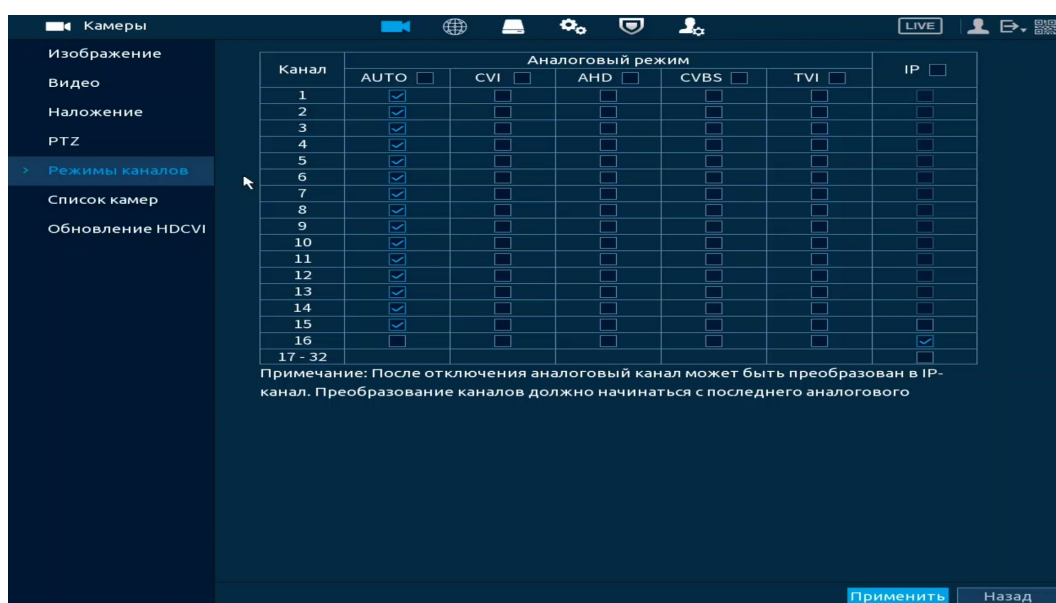 Камеры
LIVE
Изображение
Видео
Наложение
PTZ
> Режимы каналов
Список камер
Обновление HDCVI
Канал Аналоговый режим IP
AUTO CVI AHD CVBS TVI
1
2
3
4
5
6
7
8
9
10
11
12
13
14
15
16
17 - 32
Примечание: После отключения аналоговый канал может быть преобразован в IP-
канал. Преобразование каналов должно начинаться с последнего аналогового
Применить Назад